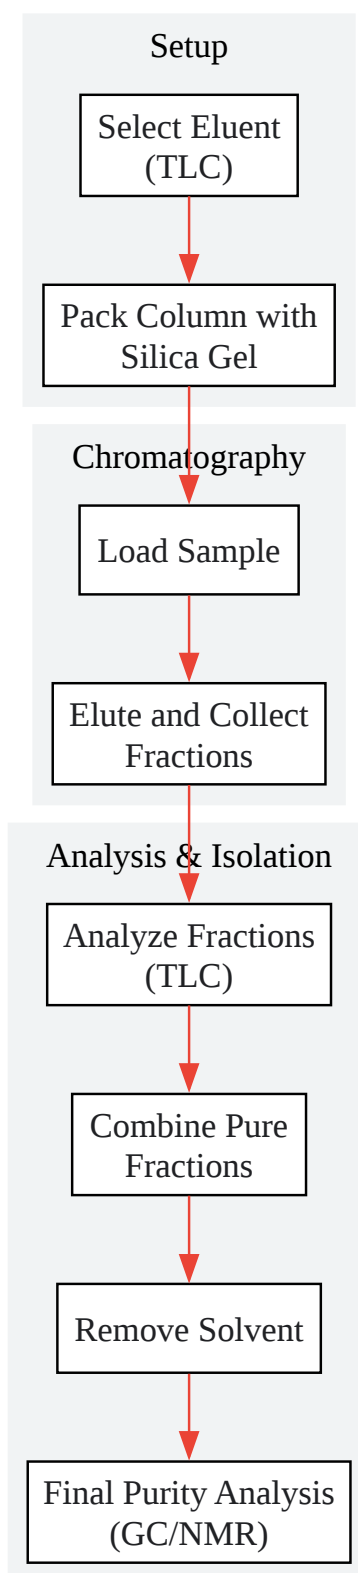 Setup
Select Eluent
(TLC)
Pack Column with
Silica Gel
Chromatography
Load Sample
Elute and Collect
Fractions
Analysis & Isolation
Analyze Fractions
(TLC)
Combine Pure
Fractions
Remove Solvent
Final Purity Analysis
(GC/NMR)